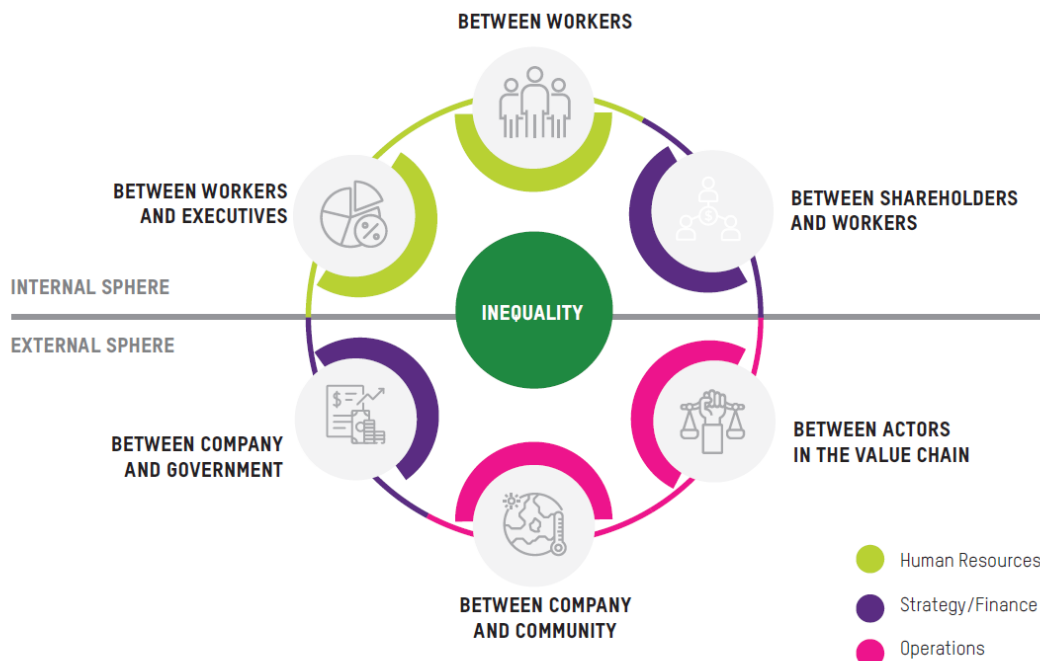 BETWEEN WORKERS
BETWEEN WORKERS
AND EXECUTIVES
%
BETWEEN SHAREHOLDERS
AND WORKERS
$
INTERNAL SPHERE
INEQUALITY
EXTERNAL SPHERE
$
BETWEEN COMPANY
AND GOVERNMENT
BETWEEN ACTORS
IN THE VALUE CHAIN
BETWEEN COMPANY
AND COMMUNITY
Human Resources
Strategy/Finance
Operations